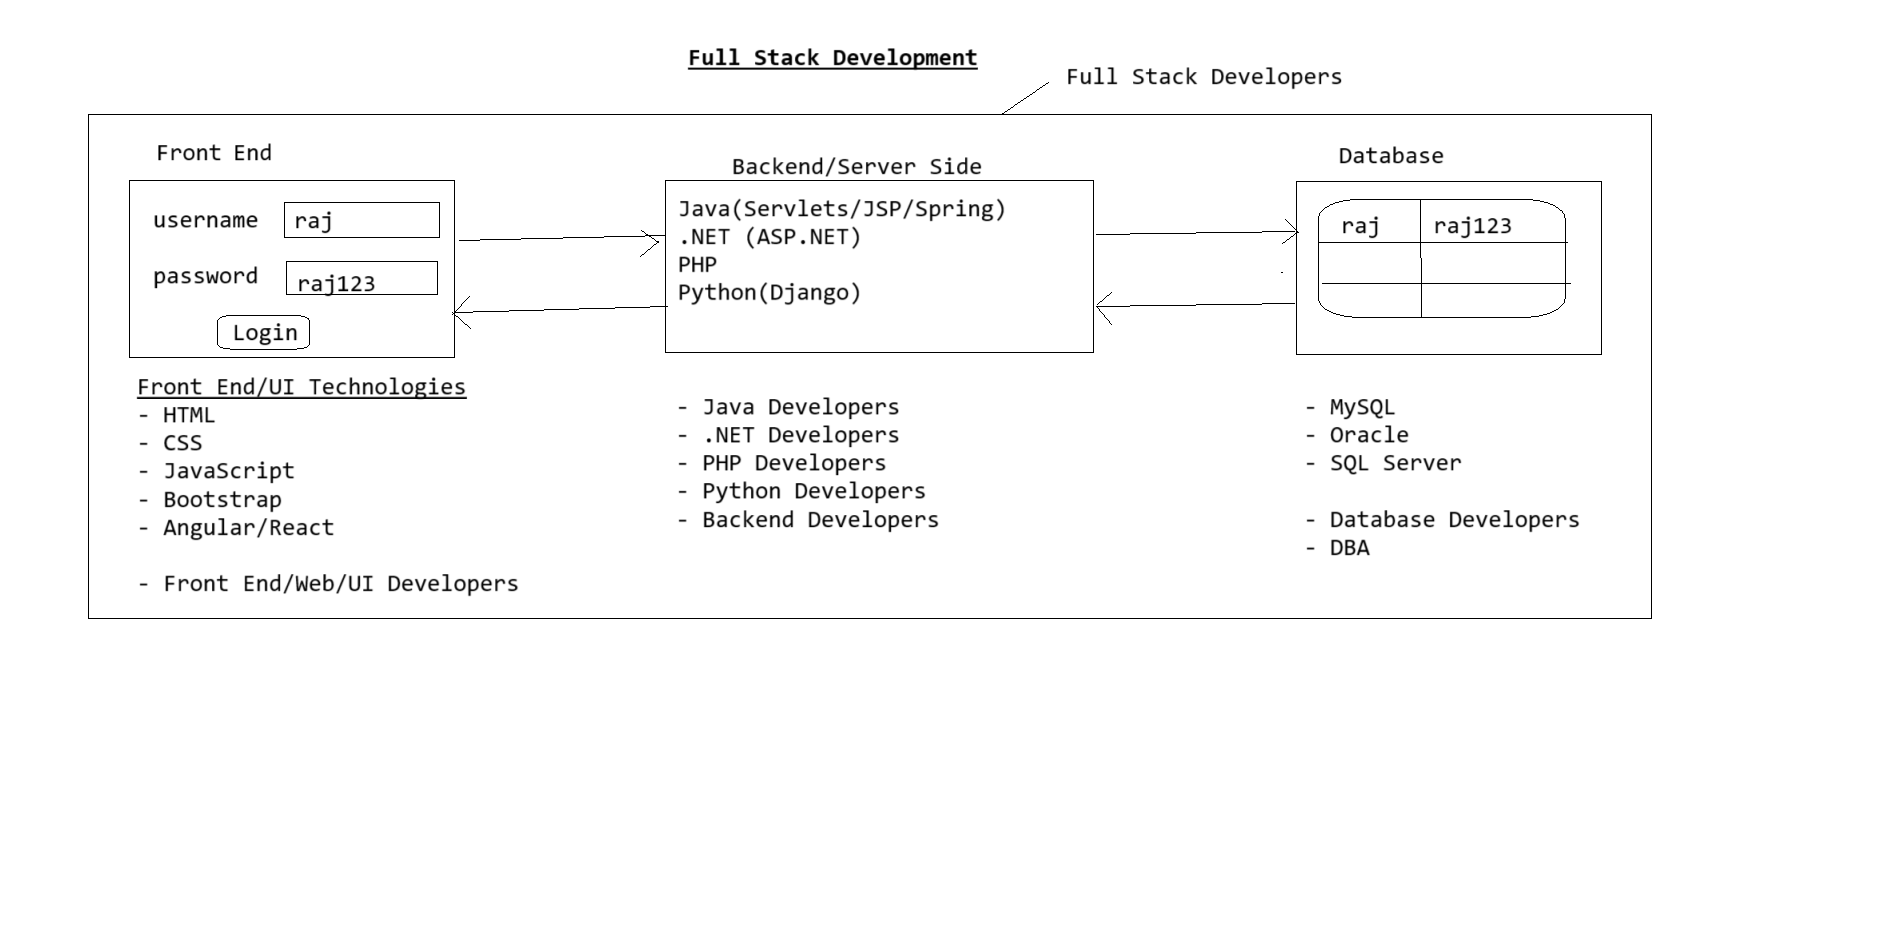 Full Stack Development
Full Stack Developers
Front End
username
raj
password
raj123
Login
Front End/UI Technologies
- HTML
- CSS
- JavaScript
- Bootstrap
- Angular/React
- Front End/Web/UI Developers
Backend/Server Side
Java(Servlets/JSP/Spring)
.NET (ASP.NET)
PHP
Python(Django)
- Java Developers
- .NET Developers
- PHP Developers
- Python Developers
- Backend Developers
Database
raj raj123
- MySQL
- Oracle
- SQL Server
- Database Developers
- DBA